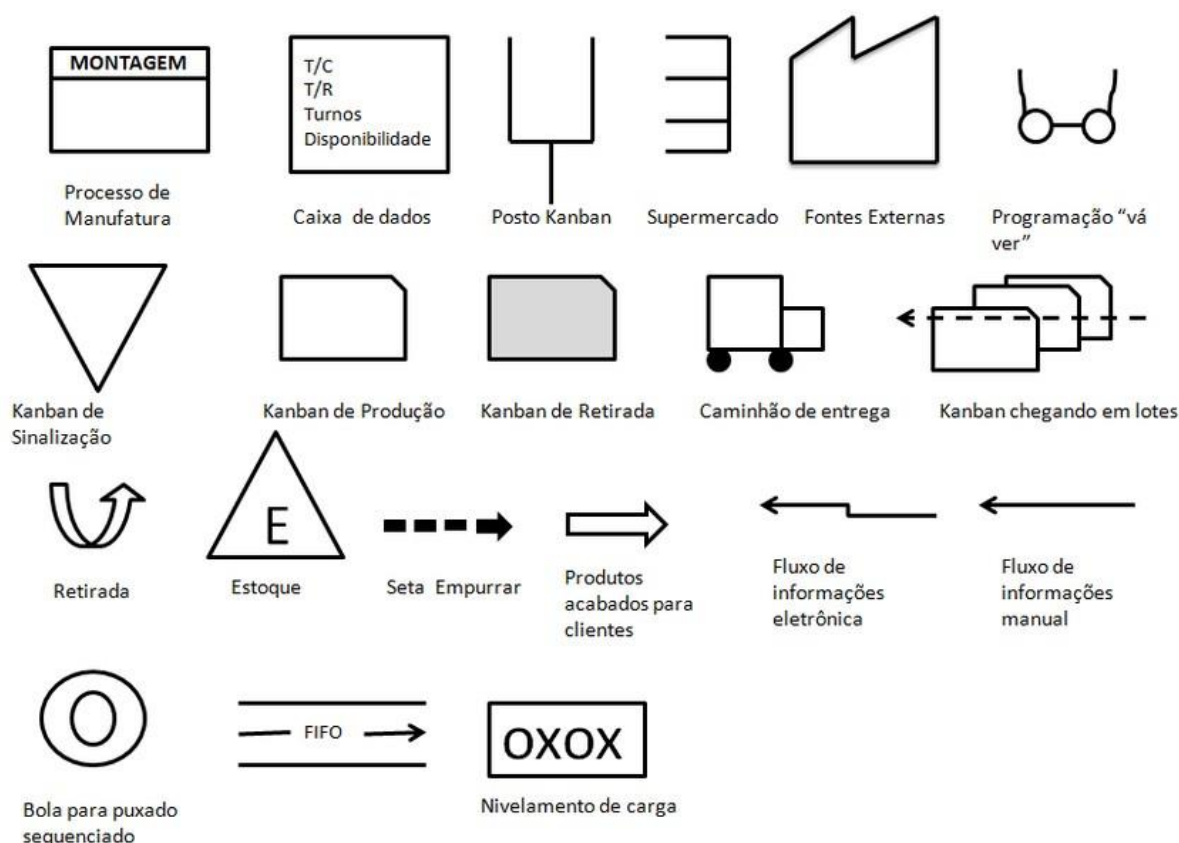 MONTAGEM
T/C
T/R
Turnos
Disponibilidade
Processo de
Manufatura
Caixa de dados
Posto Kanban
Supermercado
Fontes Externas
Programação “vá
ver”
Kanban de
Sinalização
Kanban de Produção
Kanban de Retirada
Caminhão de entrega
Kanban chegando em lotes
E
Retirada
Estoque
Seta Empurrar
Produtos
acabados para
clientes
Fluxo de
informações
eletrônica
Fluxo de
informações
manual
O
FIFO
OXOX
Bola para puxado
sequenciado
Nivelamento de carga